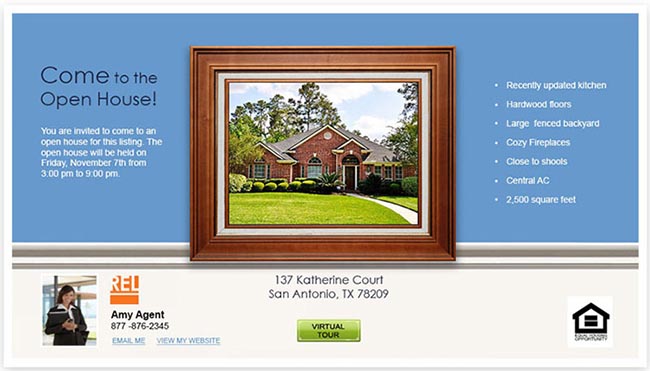 Come to the
Open House!
You are invited to come to an
open house for this listing. The
open house will be held on
Friday, November 7th from
3:00 pm to 9:00 pm.
• Recently updated kitchen
• Hardwood floors
• Large fenced backyard
• Cozy Fireplaces
• Close to shools
• Central AC
• 2,500 square feet
137 Katherine Court
San Antonio, TX 78209
VIRTUAL
TOUR
REI
Amy Agent
877 -876-2345
EMAIL ME VIEW MY WEBSITE
EQUAL HOUSING
OPPORTUNITY